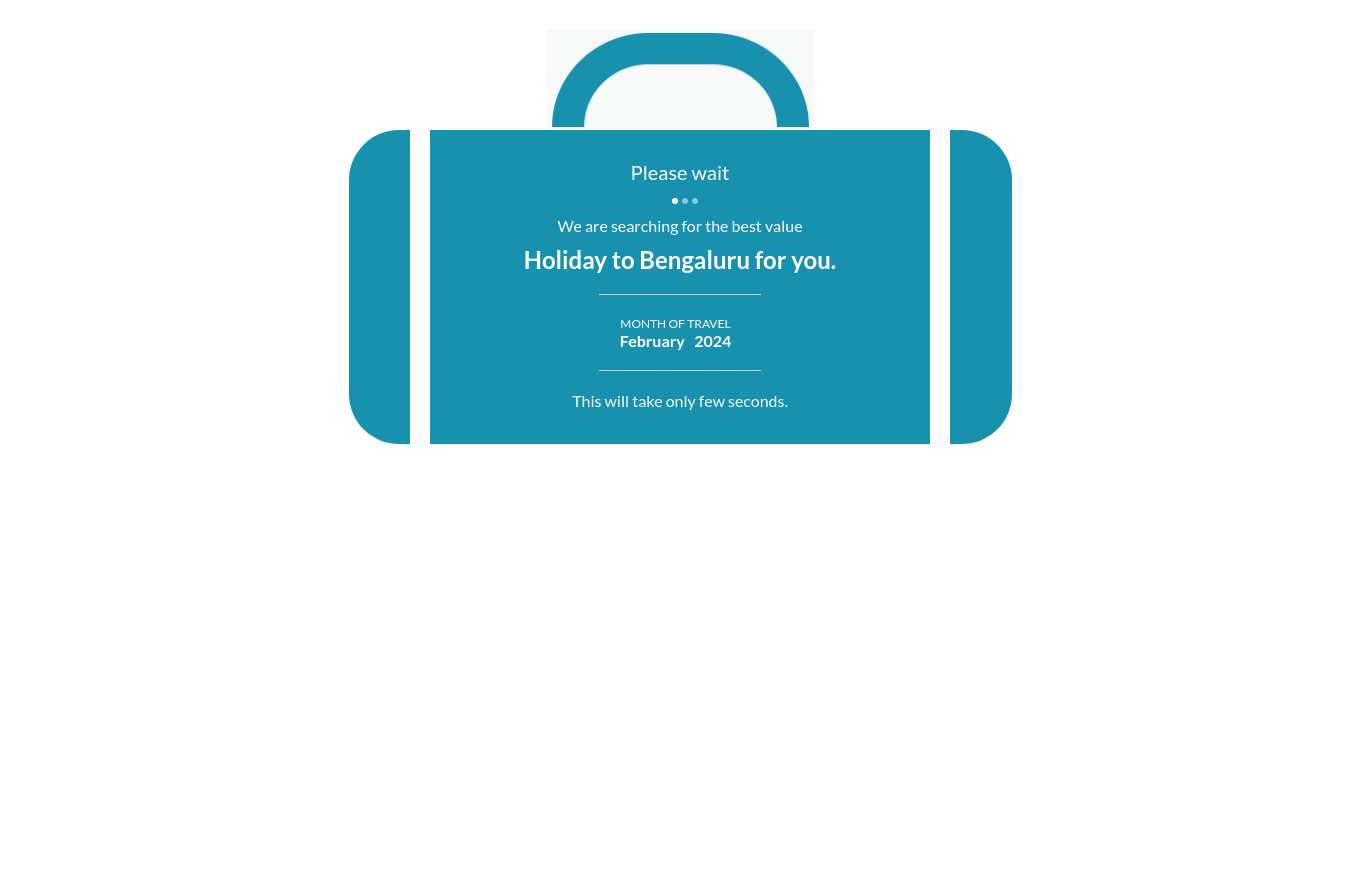 Please wait
We are searching for the best value
Holiday to Bengaluru for you.
MONTH OF TRAVEL
February 2024
This will take only few seconds.